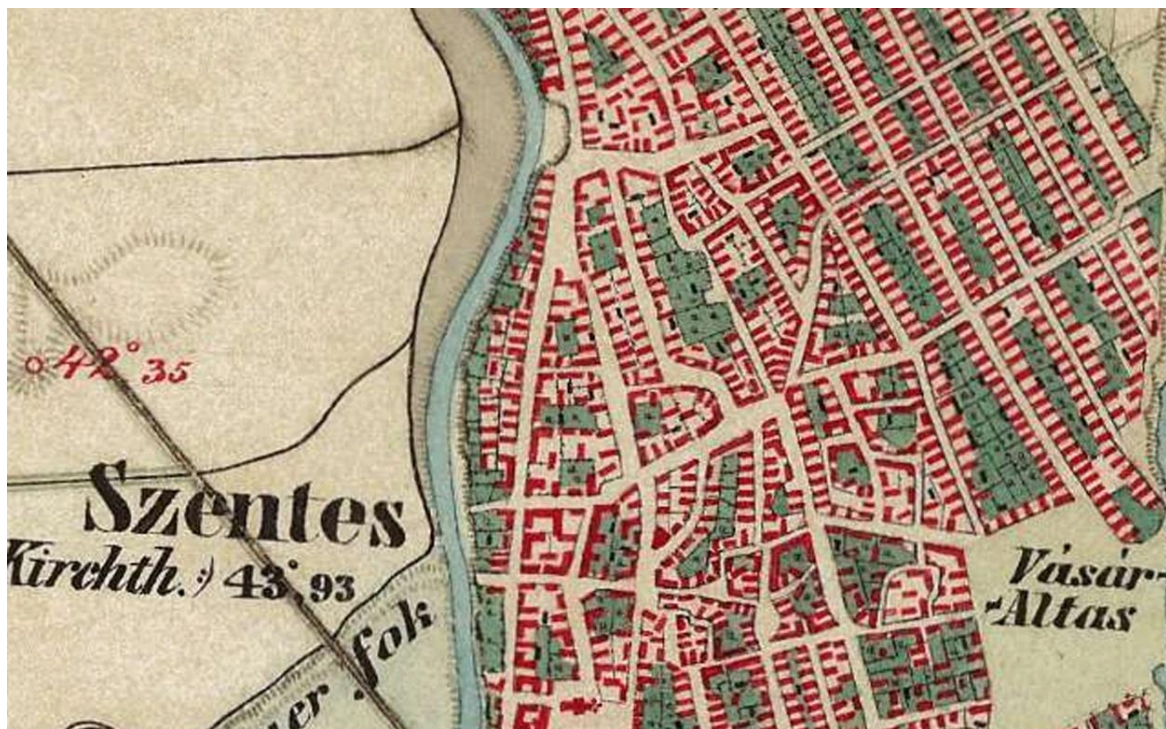 42° 35
Szentes
Kirchth. :) 43°, 93
fok
Vásár-
-Altas